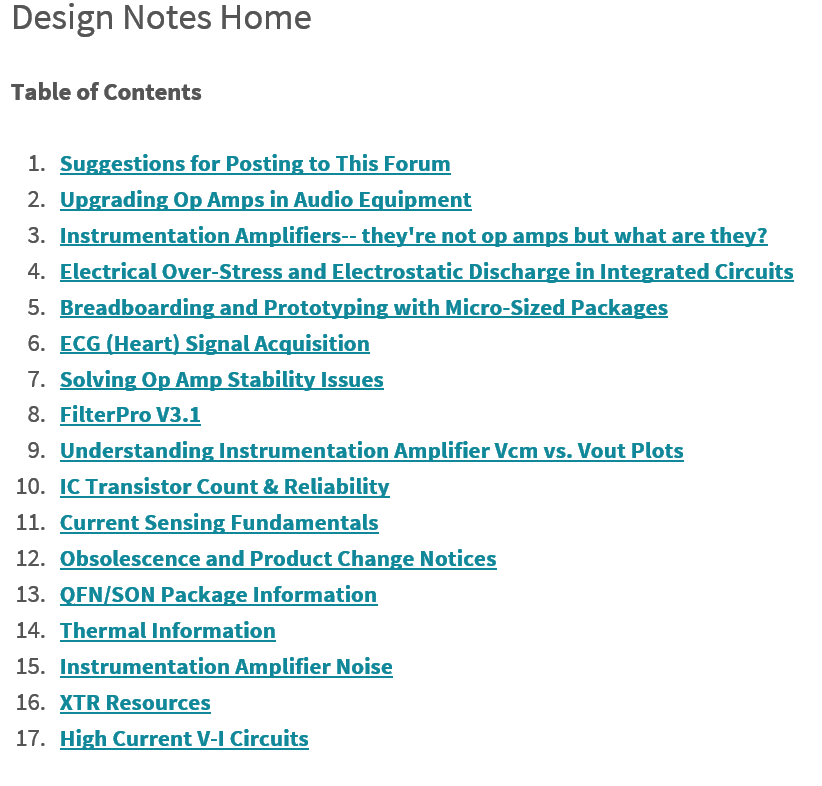 Design Notes Home
Table of Contents
1. Suggestions for Posting to This Forum
2. Upgrading Op Amps in Audio Equipment
3. Instrumentation Amplifiers-- they're not op amps but what are they?
4. Electrical Over-Stress and Electrostatic Discharge in Integrated Circuits
5. Breadboarding and Prototyping with Micro-Sized Packages
6. ECG (Heart) Signal Acquisition
7. Solving Op Amp Stability Issues
8. FilterPro V3.1
9. Understanding Instrumentation Amplifier Vcm vs. Vout Plots
10. IC Transistor Count & Reliability
11. Current Sensing Fundamentals
12. Obsolescence and Product Change Notices
13. QFN/SON Package Information
14. Thermal Information
15. Instrumentation Amplifier Noise
16. XTR Resources
17. High Current V-I Circuits